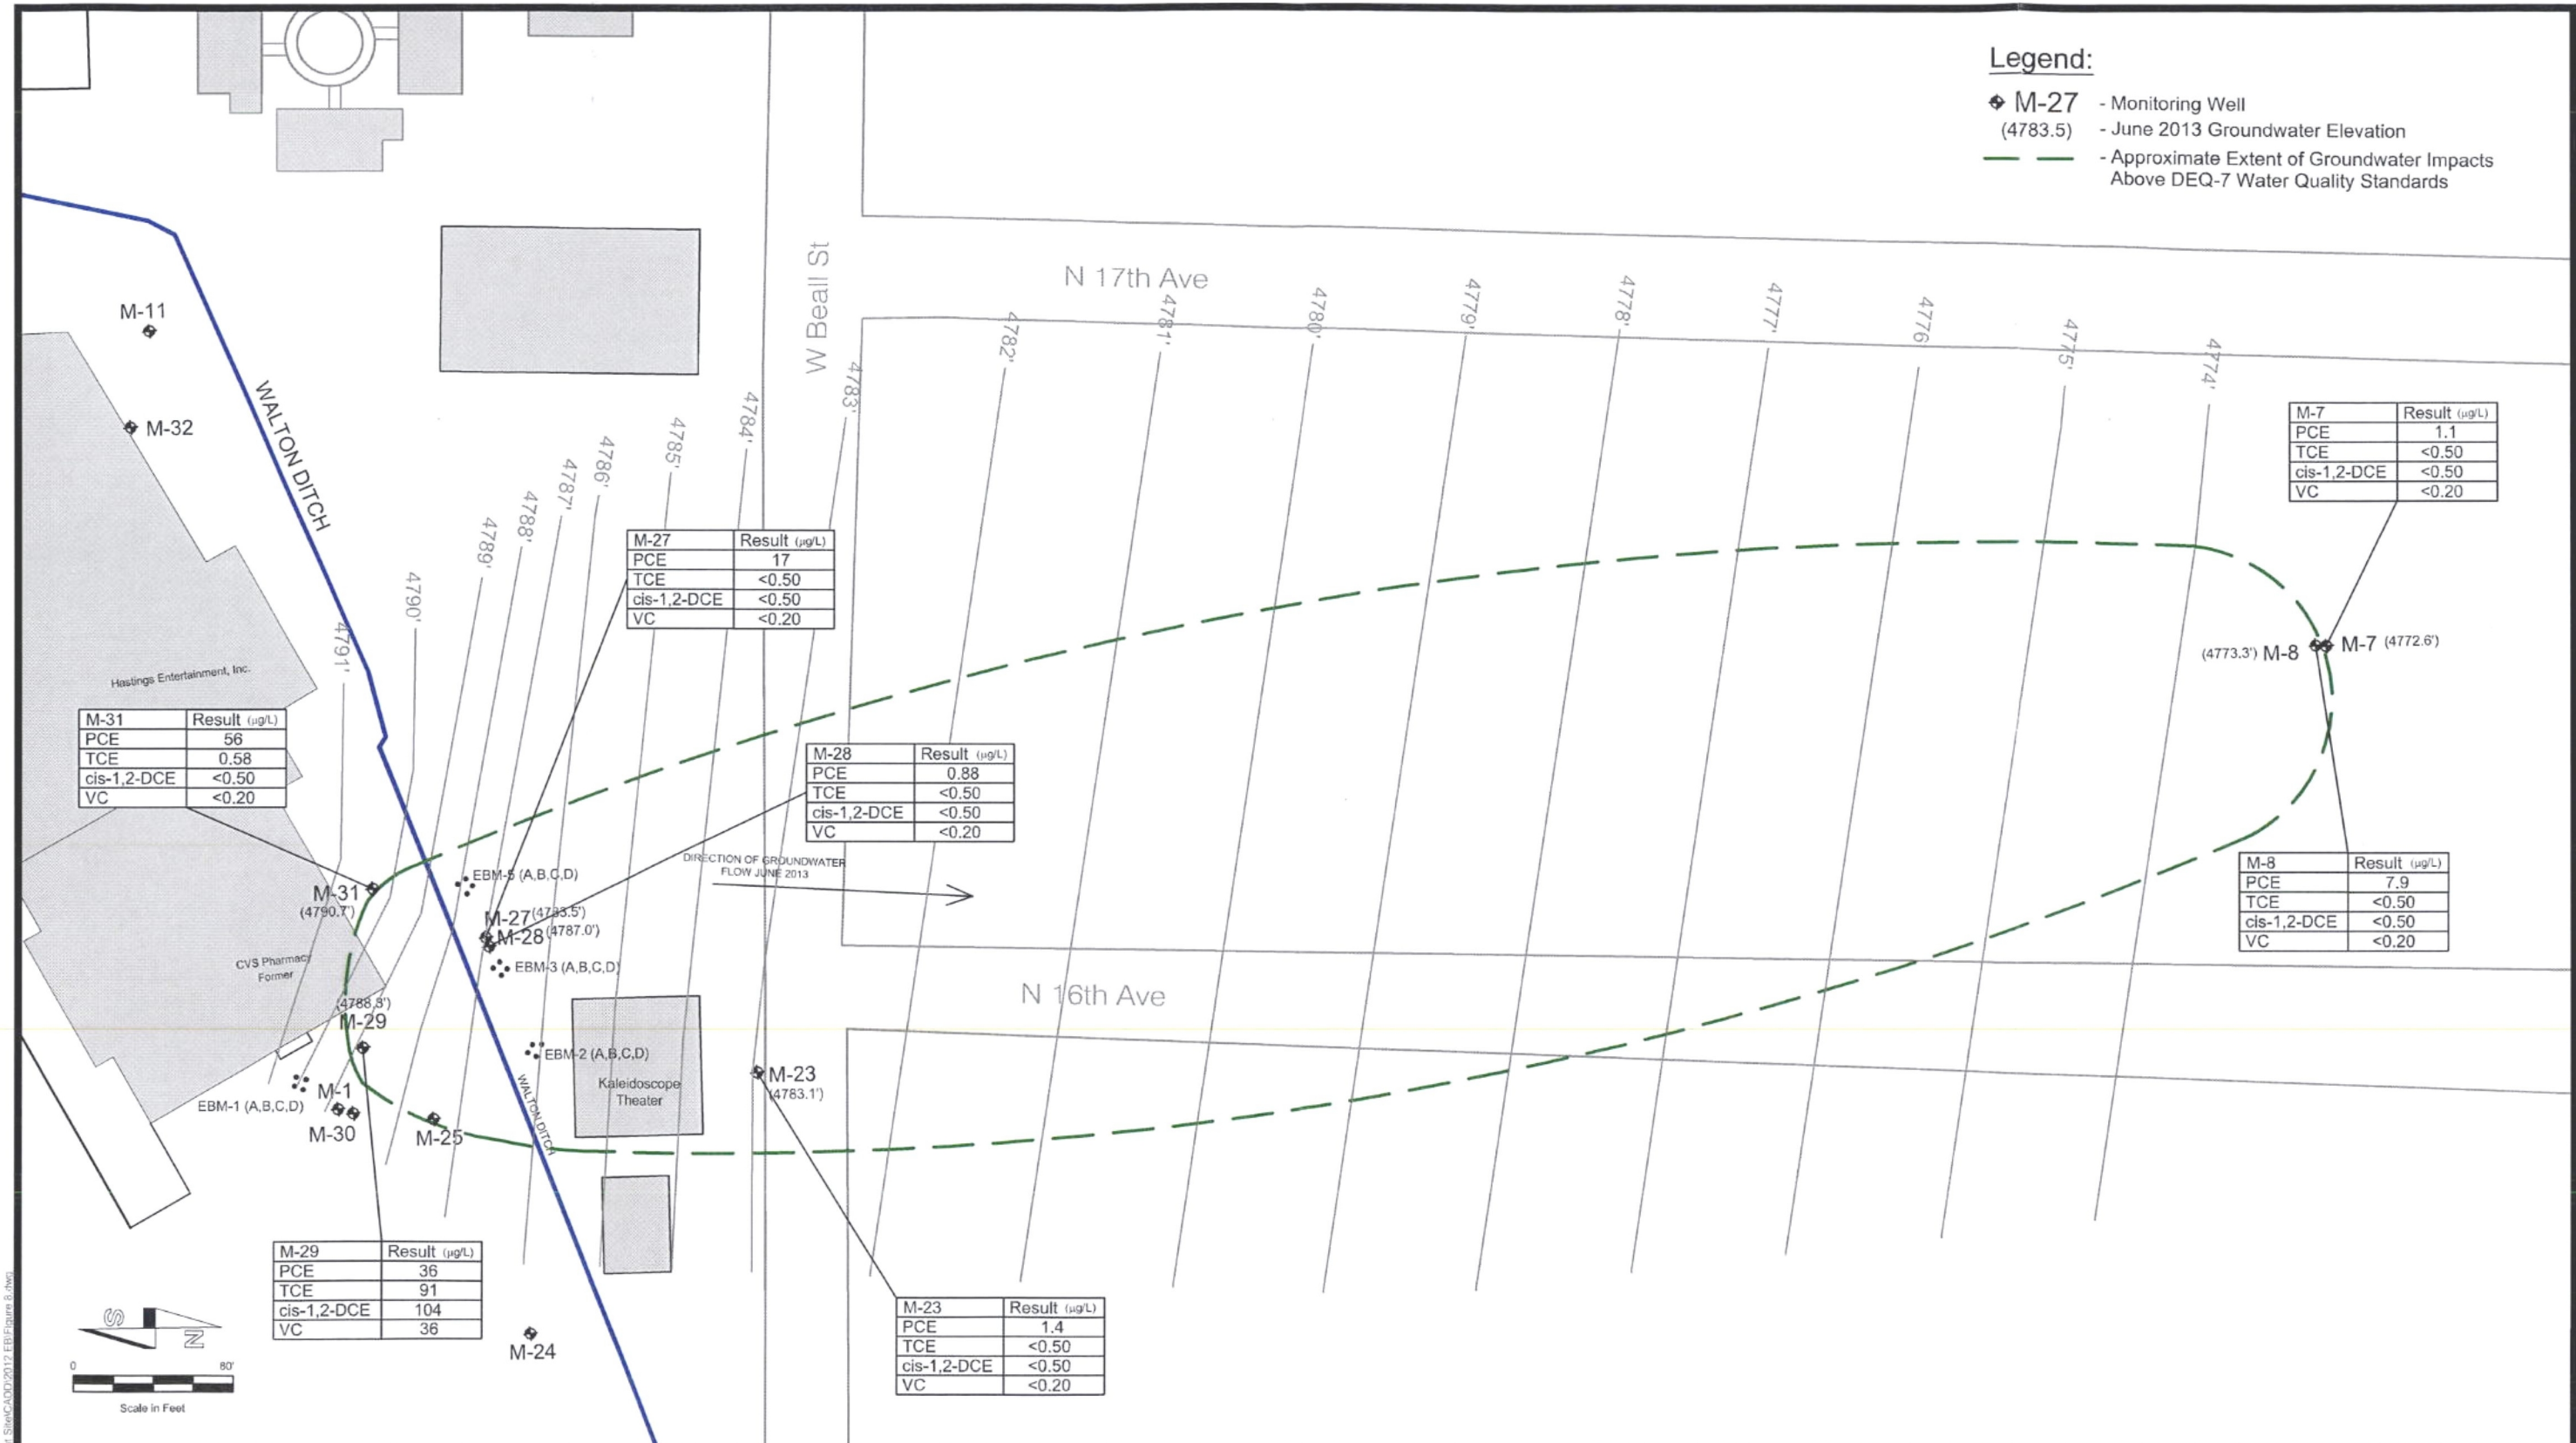 Legend:
M-27 - Monitoring Well
(4783.5) - June 2013 Groundwater Elevation
- Approximate Extent of Groundwater Impacts
Above DEQ-7 Water Quality Standards
W Beall St
N 17th Ave
M-11
M-32
WALTON DITCH
4791'
4790'
4789'
4788'
4787'
4786'
4785'
4784'
4783'
4782'
4781'
4780'
4779'
4778'
4777'
4776'
4775'
4774'
M-7 Result (µg/L)
PCE 1.1
TCE <0.50
cis-1,2-DCE <0.50
VC <0.20
M-27 Result (µg/L)
PCE 17
TCE <0.50
cis-1,2-DCE <0.50
VC <0.20
(4773.3') M-8
M-7 (4772.6')
Hastings Entertainment, Inc.
M-31 Result (µg/L)
PCE 56
TCE 0.58
cis-1,2-DCE <0.50
VC <0.20
M-28 Result (µg/L)
PCE 0.88
TCE <0.50
cis-1,2-DCE <0.50
VC <0.20
DIRECTION OF GROUNDWATER
FLOW JUNE 2013
M-8 Result (µg/L)
PCE 7.9
TCE <0.50
cis-1,2-DCE <0.50
VC <0.20
EBM-5 (A,B,C,D)
M-31
(4790.7')
M-27 (4783.5')
M-28 (4787.0')
EBM-3 (A,B,C,D)
CVS Pharmacy
Former
(4788.3')
M-29
N 16th Ave
EBM-2 (A,B,C,D)
Kaleidoscope
Theater
M-23
(4783.1')
WALTON DITCH
M-1
EBM-1 (A,B,C,D)
M-30
M-25
M-29 Result (µg/L)
PCE 36
TCE 91
cis-1,2-DCE 104
VC 36
M-23 Result (µg/L)
PCE 1.4
TCE <0.50
cis-1,2-DCE <0.50
VC <0.20
M-24
S N
0 80'
Scale in Feet
Site\CADD\2012 EB\Figure 8.dwg